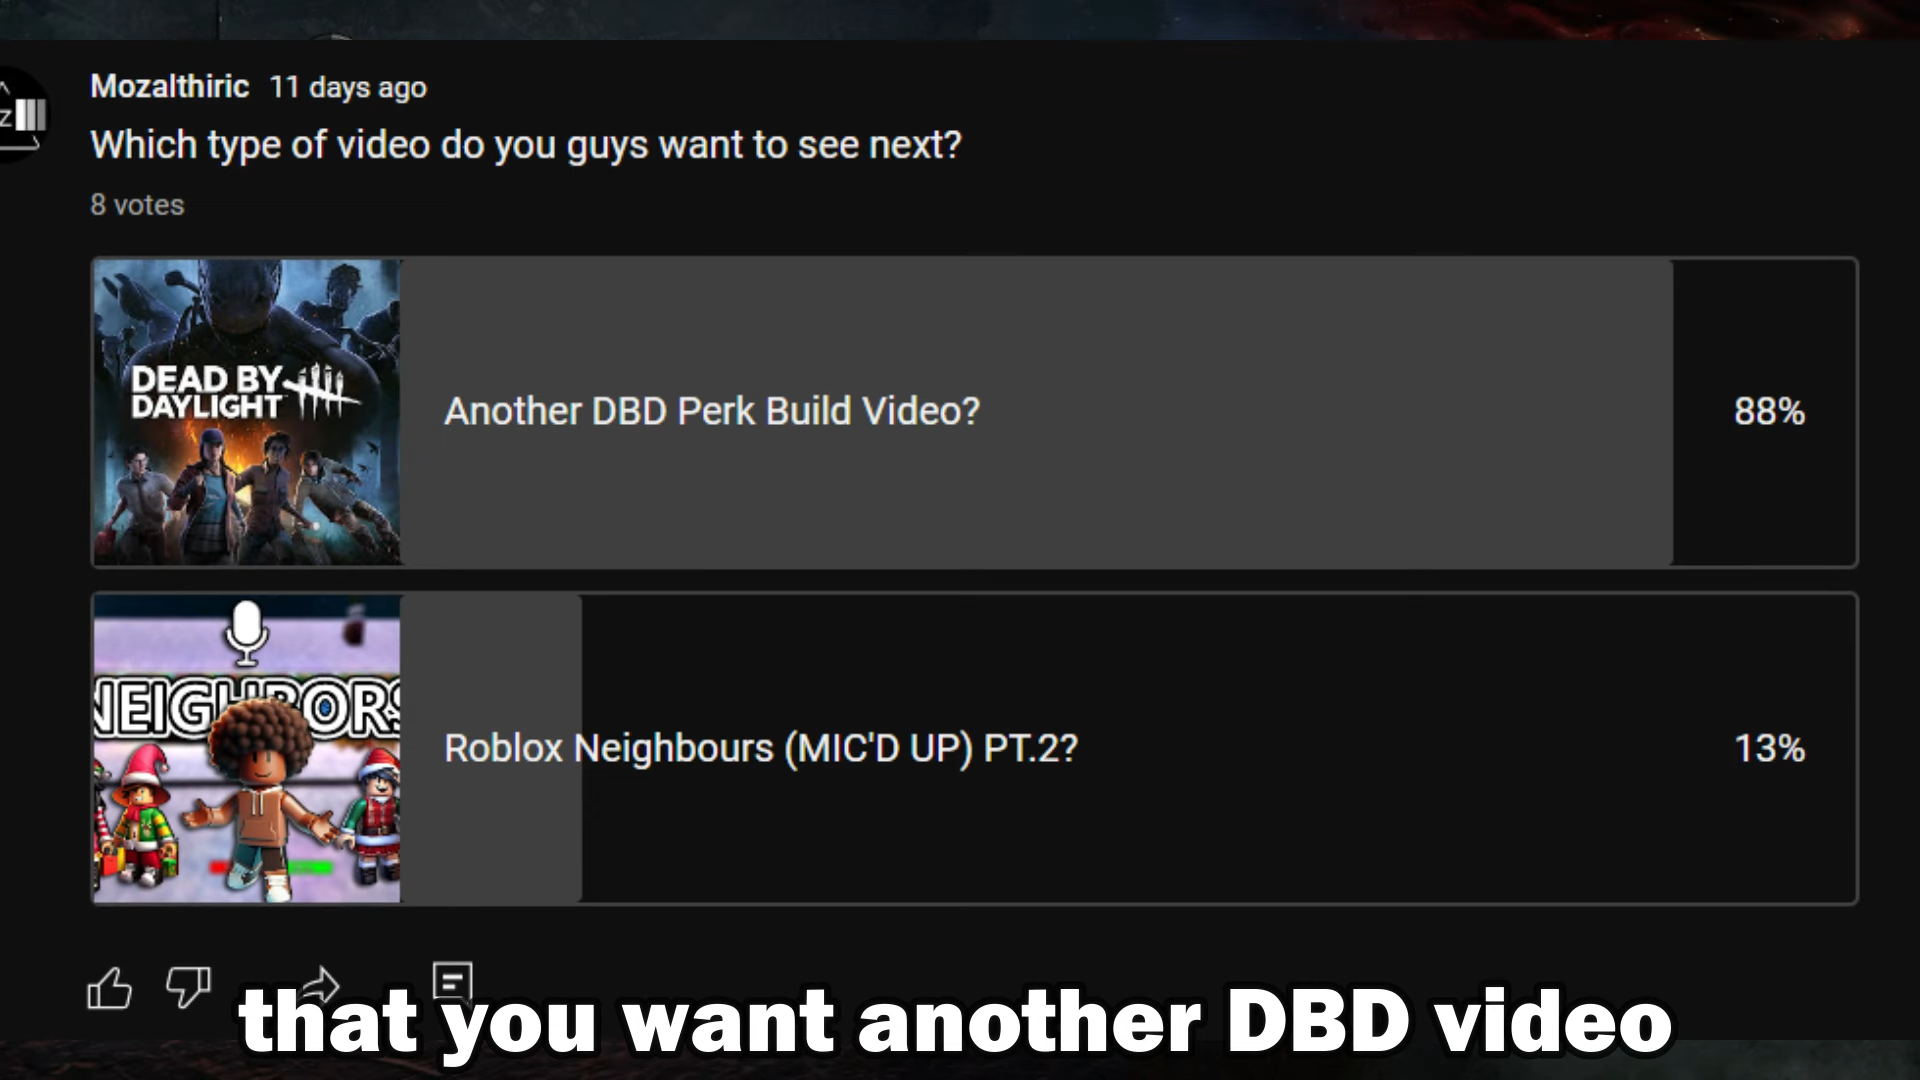 Mozalthiric 11 days ago
Which type of video do you guys want to see next?
8 votes
DEAD BY
DAYLIGHT
Another DBD Perk Build Video?
88%
NEIGHBORS
Roblox Neighbours (MIC'D UP) PT.2?
13%
that you want another DBD video